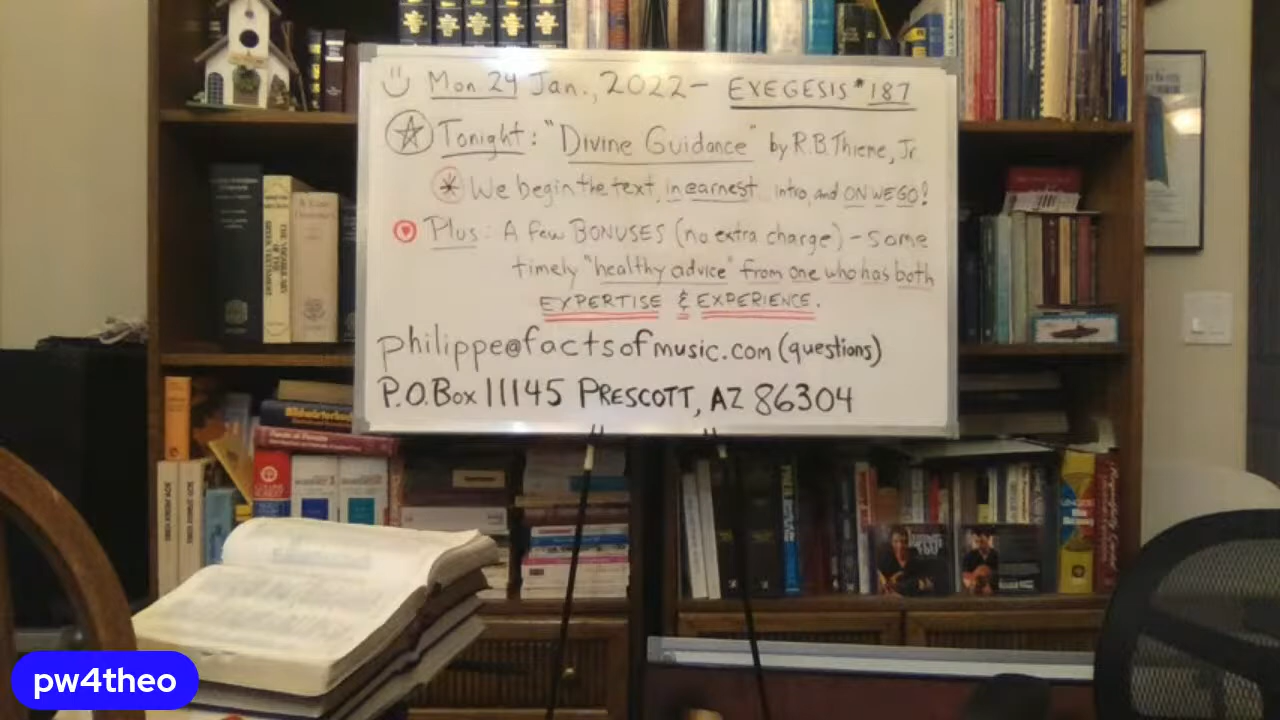 Mon 24 Jan., 2022 - EXEGESIS #187
Tonight: "Divine Guidance" by R.B. Thieme, Jr.
We begin the text, in earnest... intro, and ON WE GO!
Plus: A few BONUSES (no extra charge) - some
timely "healthy advice" from one who has both
EXPERTISE & EXPERIENCE.
philippe@factsofmusic.com (questions)
P.O. Box 11145 PRESCOTT, AZ 86304
pw4theo